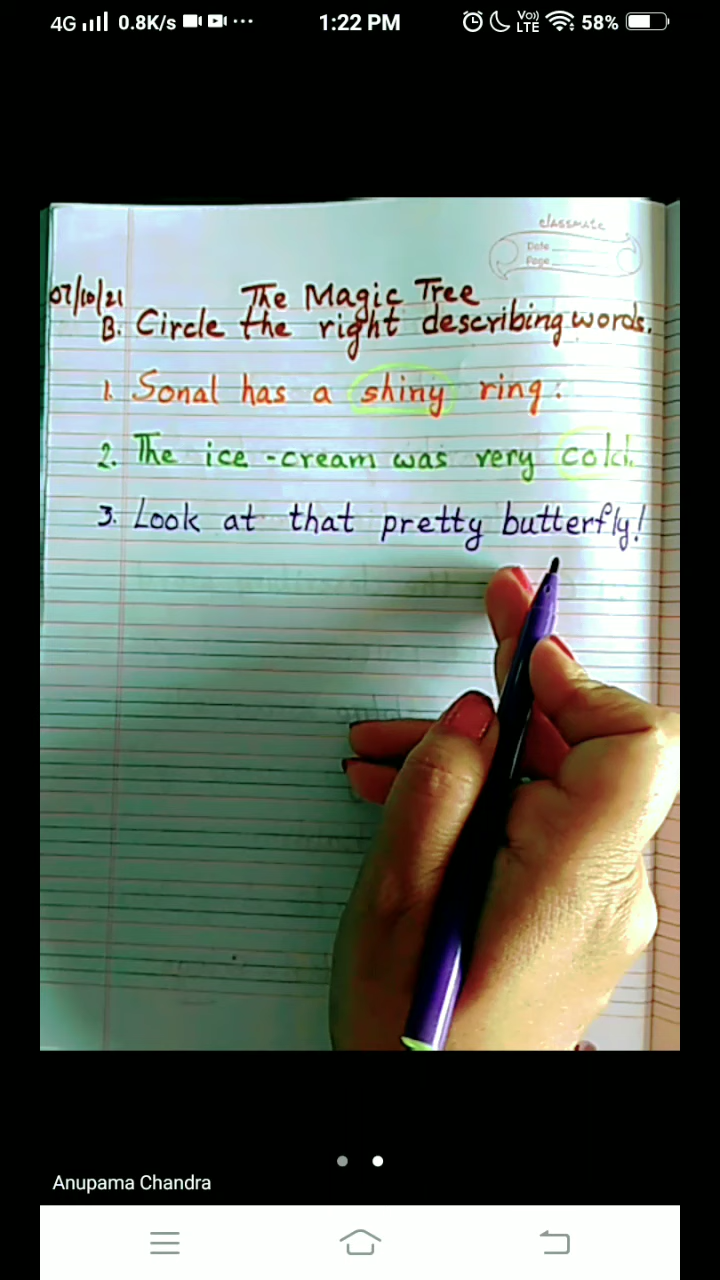 4G 0.8K/s ... 1:22 PM Vo) LTE 58%
classmate
Date
Page
07/10/21 The Magic Tree
B. Circle the right describing words.
1. Sonal has a shiny ring.
2. The ice-cream was very cold.
3. Look at that pretty butterfly!
Anupama Chandra